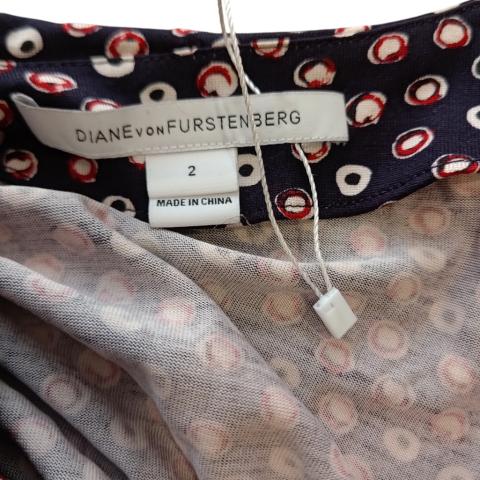 DIANE VON FURSTENBERG
2
MADE IN CHINA